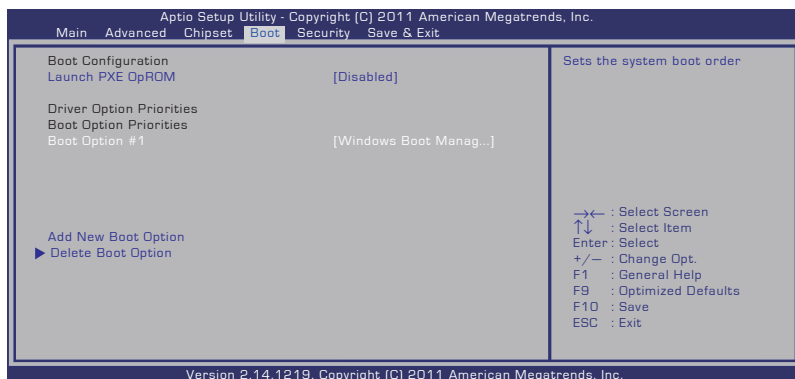 Aptio Setup Utility - Copyright (C) 2011 American Megatrends, Inc.
Main Advanced Chipset Boot Security Save & Exit
Boot Configuration
Launch PXE OpROM [Disabled]
Driver Option Priorities
Boot Option Priorities
Boot Option #1 [Windows Boot Manag...]
Add New Boot Option
Delete Boot Option
Sets the system boot order
→← : Select Screen
↑↓ : Select Item
Enter : Select
+/— : Change Opt.
F1 : General Help
F9 : Optimized Defaults
F10 : Save
ESC : Exit
Version 2.14.1219. Copyright (C) 2011 American Megatrends, Inc.